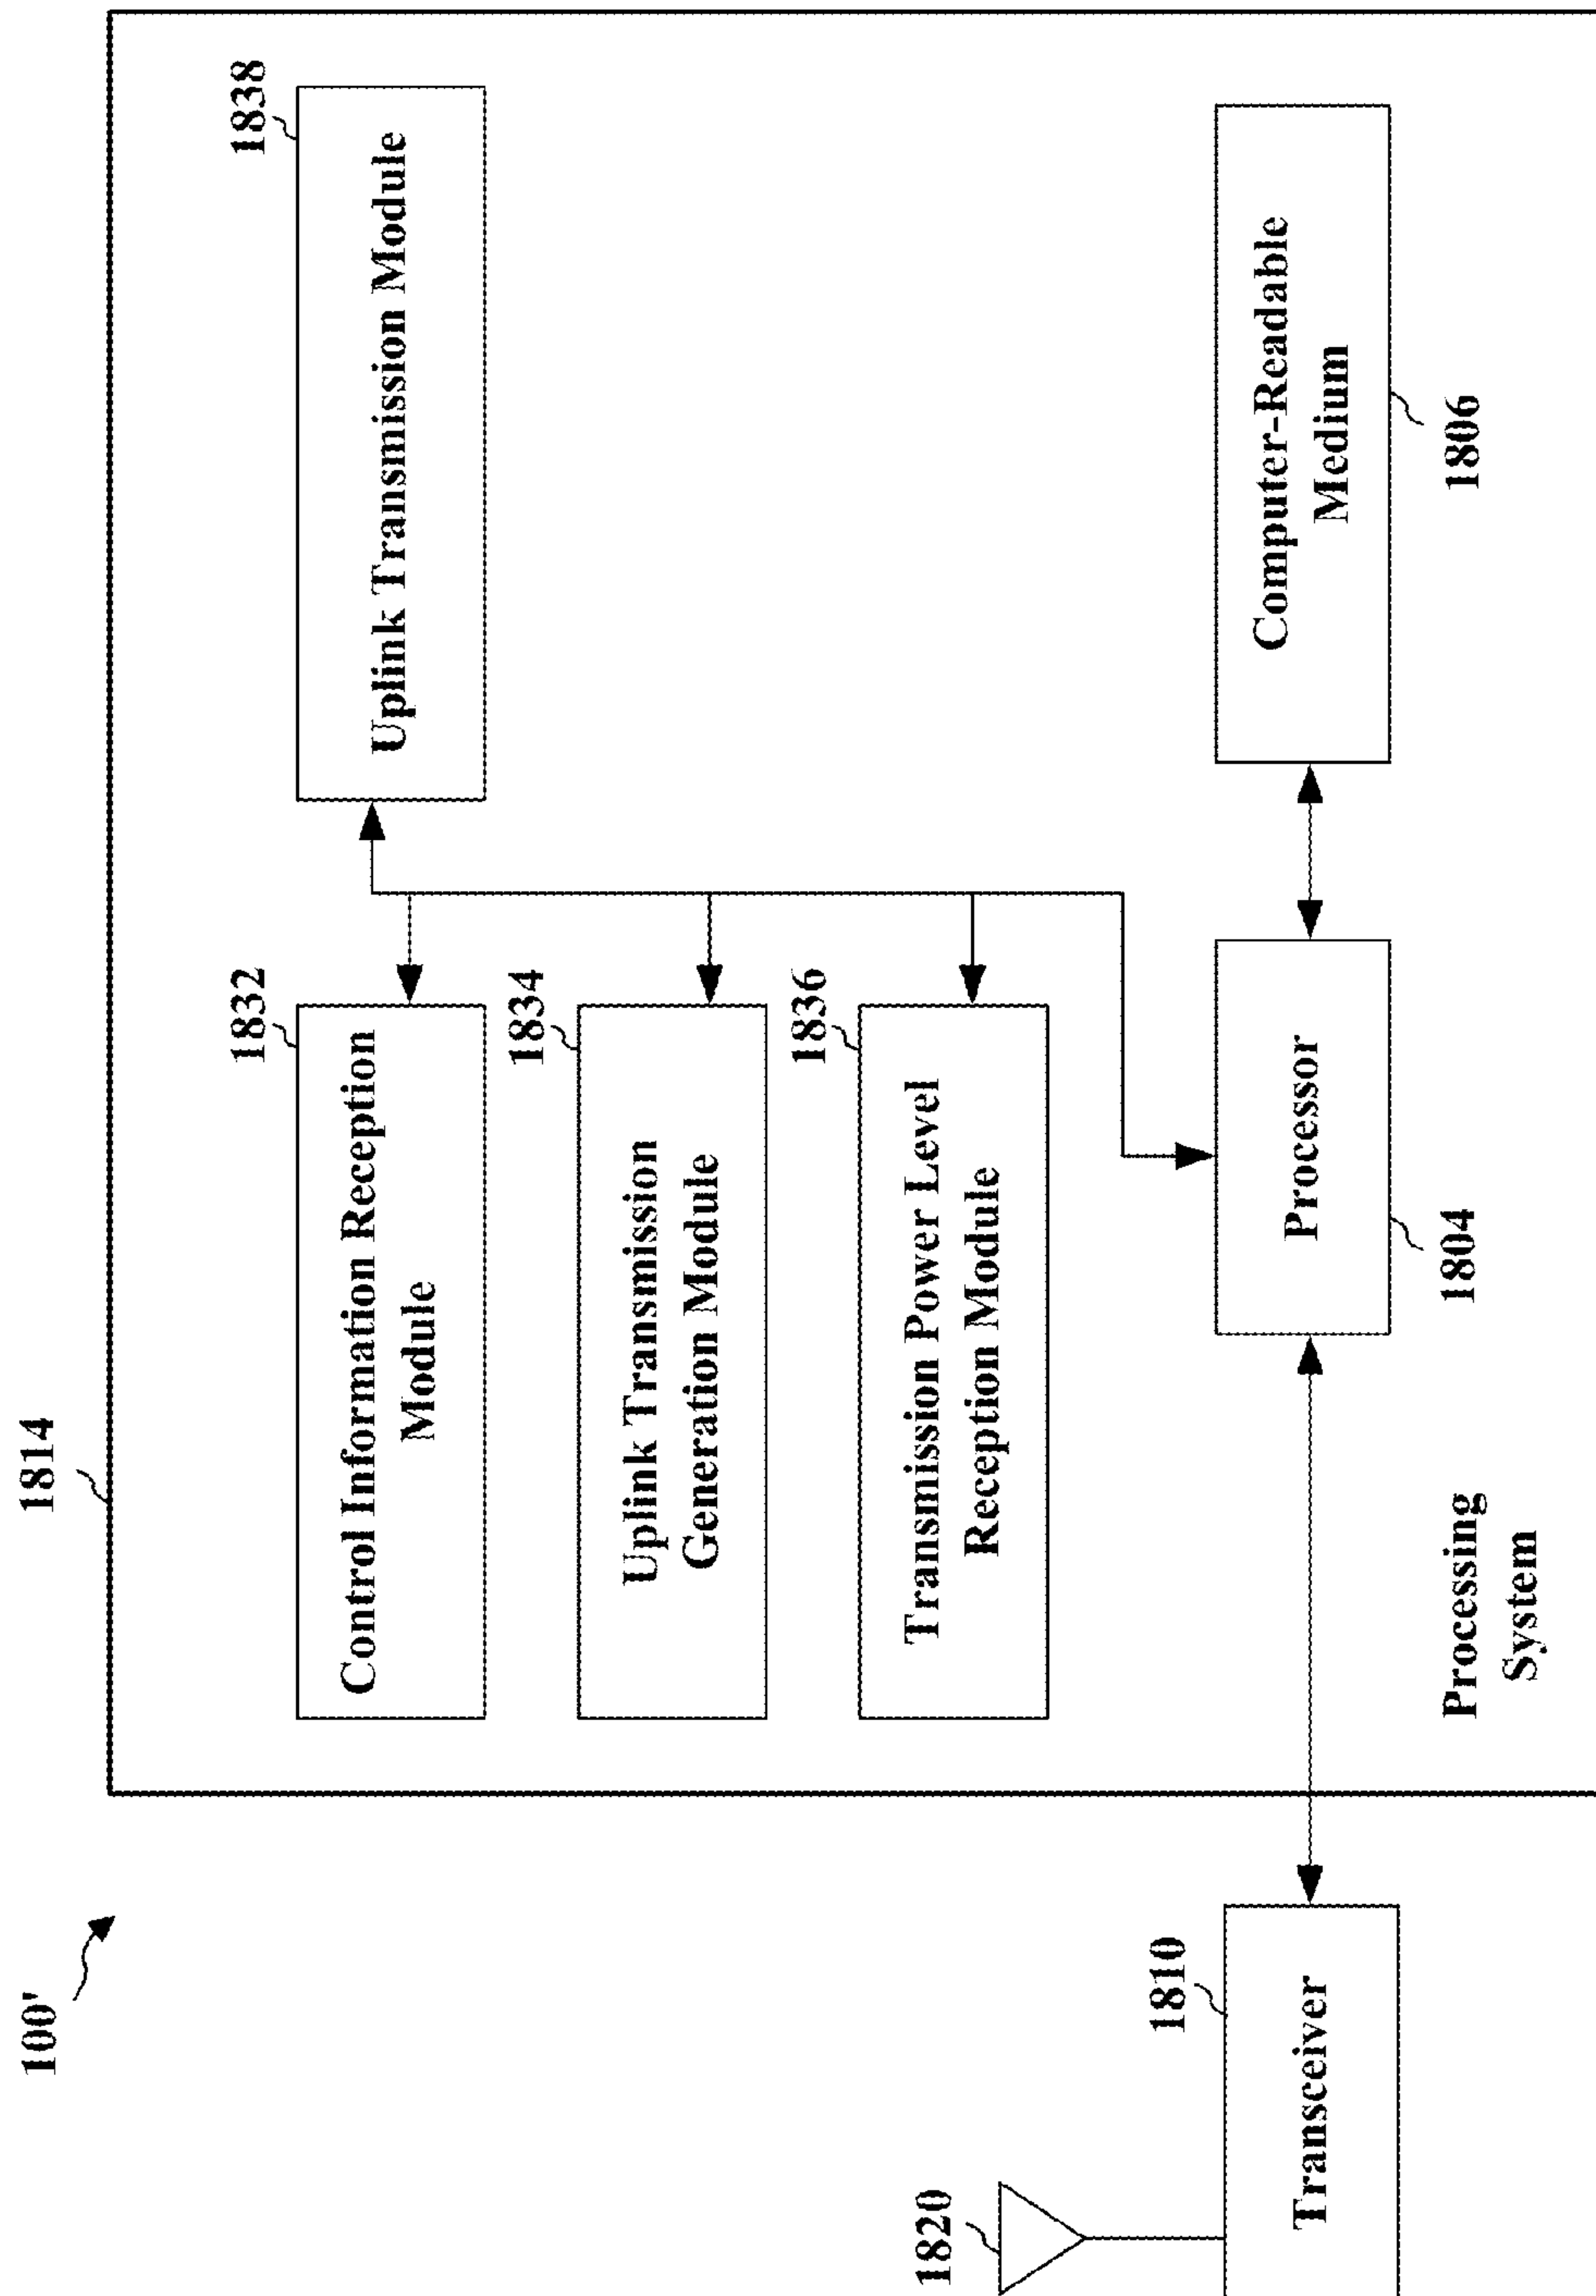 100'
1814
1832
Control Information Reception
Module
1838
Uplink Transmission Module
1834
Uplink Transmission
Generation Module
1836
Transmission Power Level
Reception Module
1820
1810
Transceiver
Processor
1804
Computer-Readable
Medium
1806
Processing
System